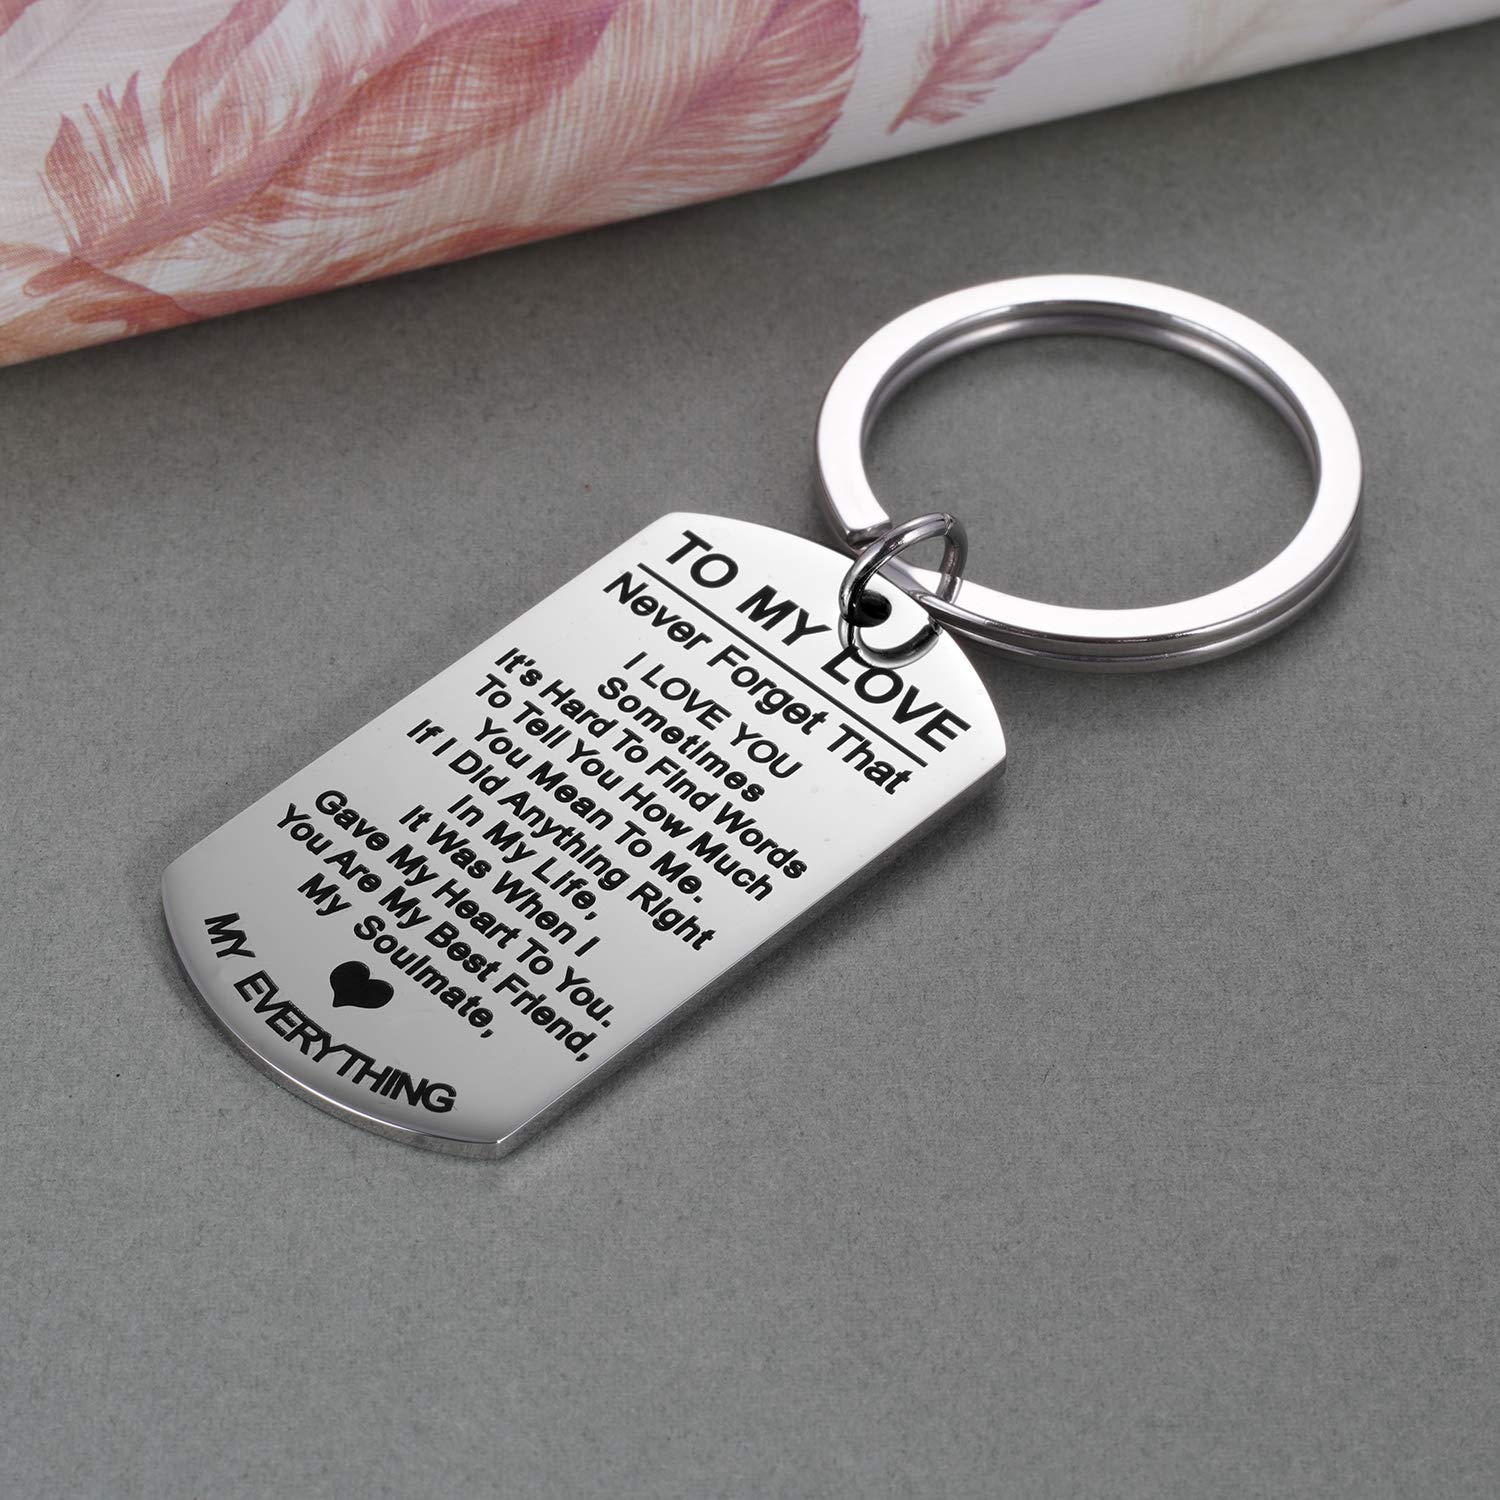 TO MY LOVE
Never Forget That
I LOVE YOU
Sometimes
It's Hard To Find Words
To Tell You How Much
You Mean To Me.
If I Did Anything Right
In My Life,
It Was When I
Gave My Heart To You.
You Are My Best Friend,
My Soulmate,
MY EVERYTHING